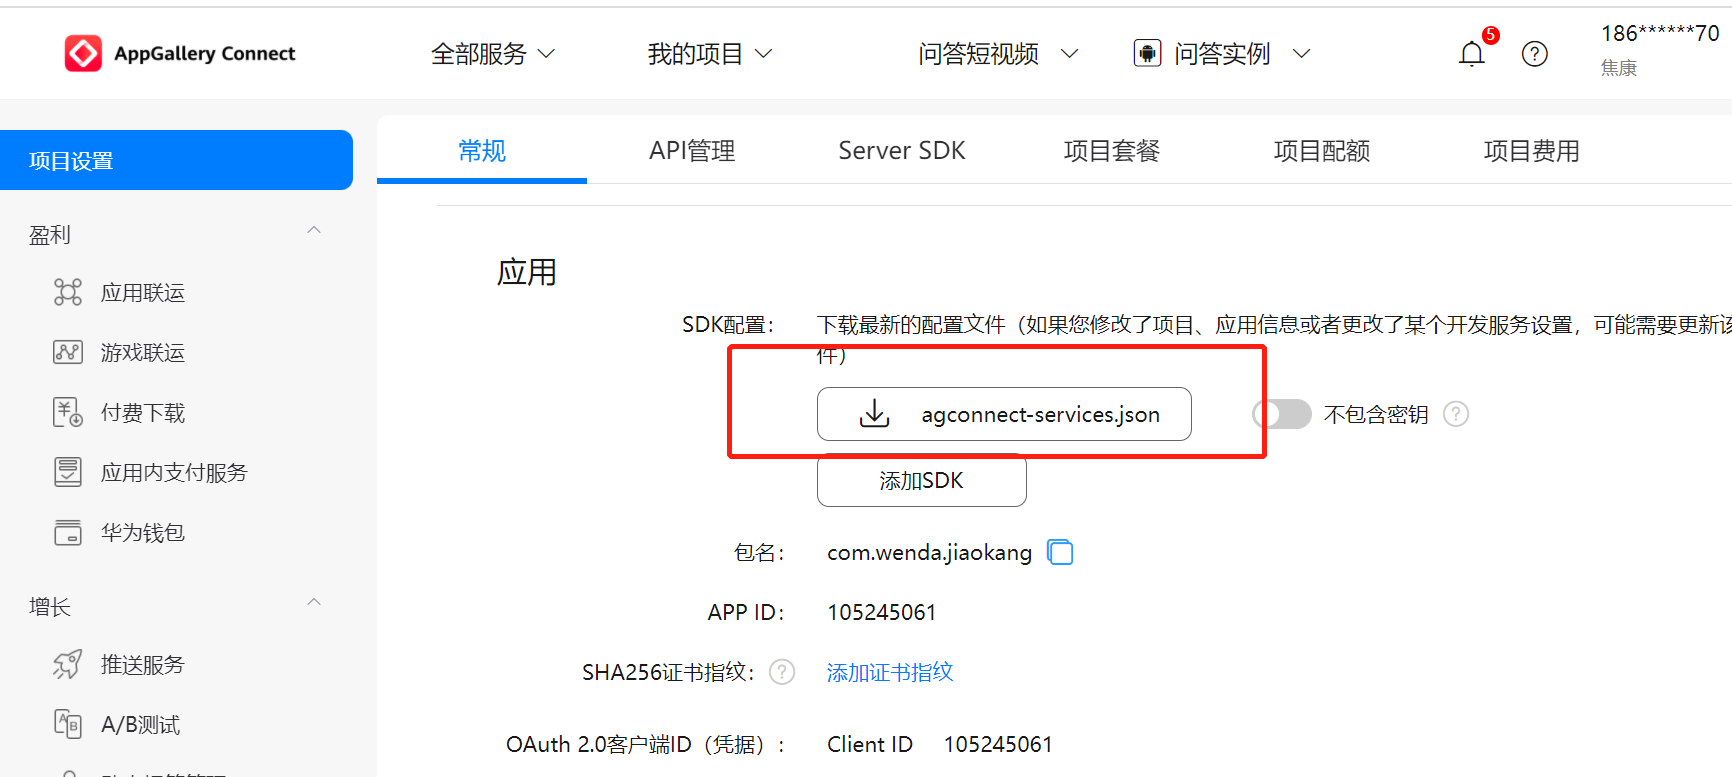 AppGallery Connect
全部服务
我的项目
问答短视频
问答实例
5
186******70
焦康
项目设置
常规
API管理
Server SDK
项目套餐
项目配额
项目费用
盈利
应用联运
游戏联运
付费下载
应用内支付服务
华为钱包
增长
推送服务
A/B测试
应用
SDK配置：
下载最新的配置文件（如果您修改了项目、应用信息或者更改了某个开发服务设置，可能需要更新该
件）
agconnect-services.json
不包含密钥
添加SDK
包名：
com.wenda.jiaokang
APP ID：
105245061
SHA256证书指纹：
添加证书指纹
OAuth 2.0客户端ID（凭据）：
Client ID 105245061